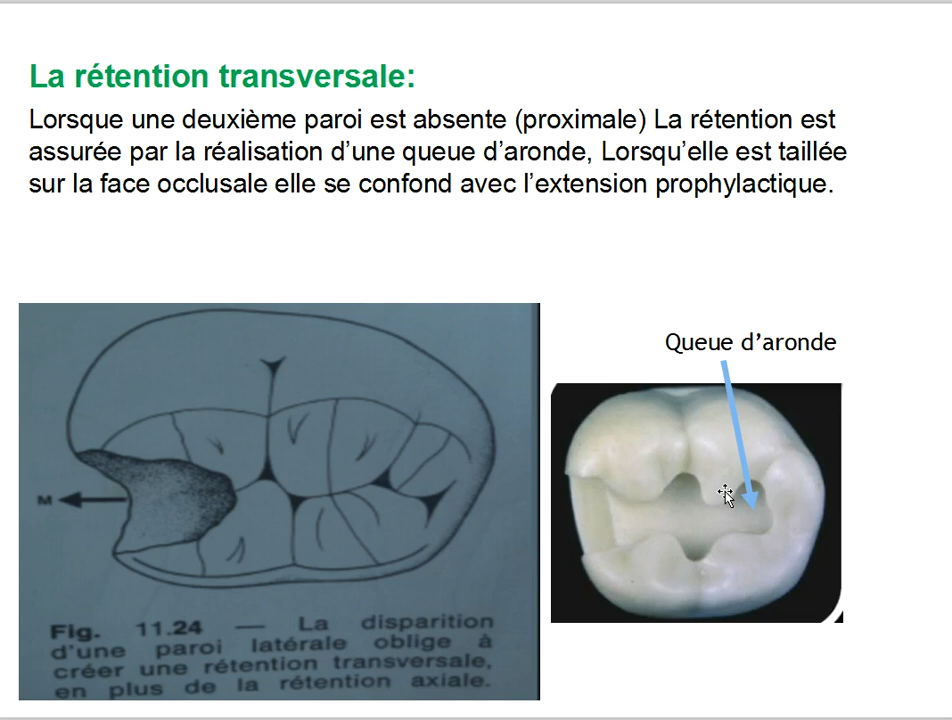 La rétention transversale:
Lorsque une deuxième paroi est absente (proximale) La rétention est
assurée par la réalisation d’une queue d’aronde, Lorsqu’elle est taillée
sur la face occlusale elle se confond avec l’extension prophylactique.
Queue d’aronde
M
Fig. 11.24 — La disparition
d'une paroi latérale oblige à
créer une rétention transversale,
en plus de la rétention axiale.